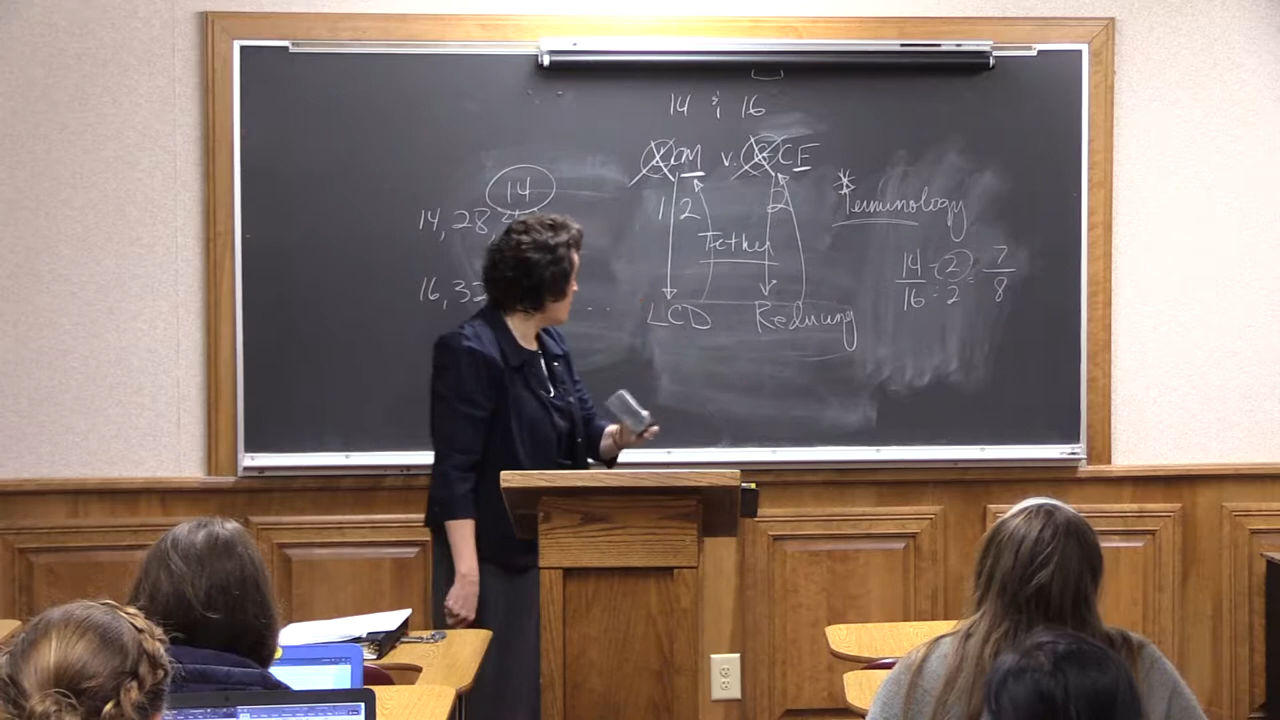 14 & 16
LCM v. GCF
14
14, 28,
1 2
2
* Terminology
Tether
16, 32
. .
LCD
Reducing
14 ÷ 2 = 7
16 ÷ 2 8